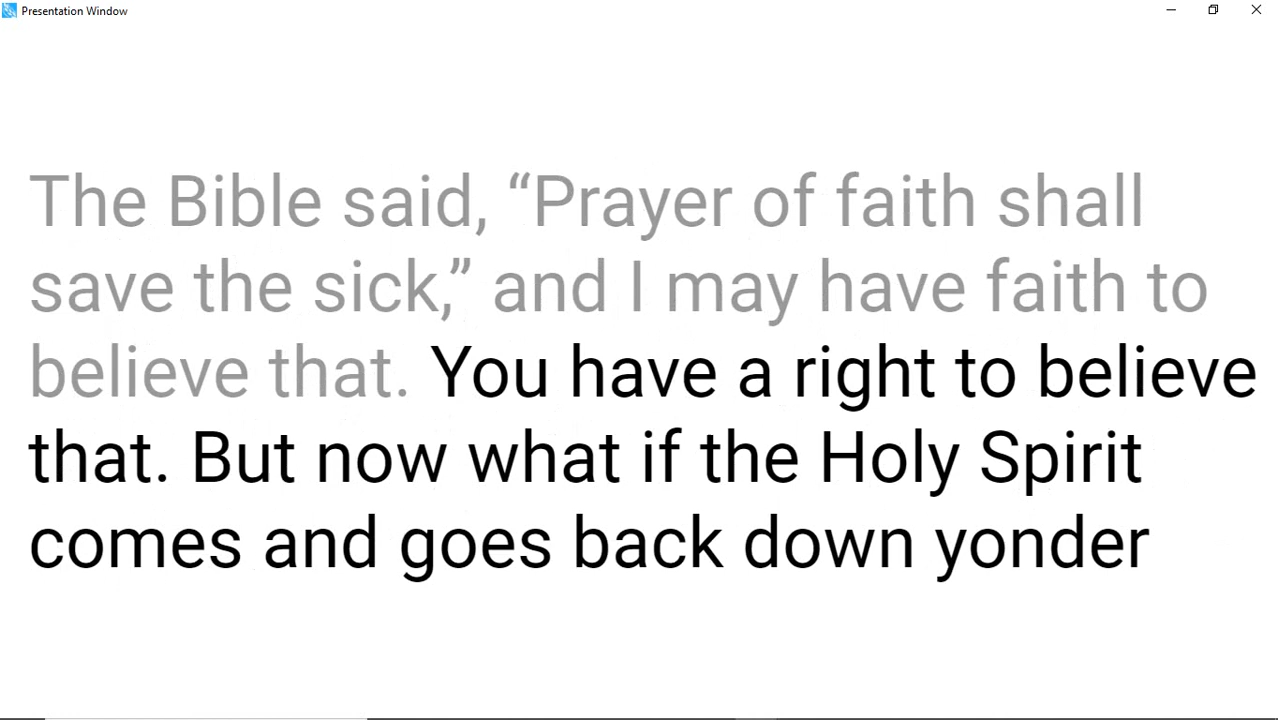 Presentation Window
The Bible said, “Prayer of faith shall
save the sick,” and I may have faith to
believe that. You have a right to believe
that. But now what if the Holy Spirit
comes and goes back down yonder